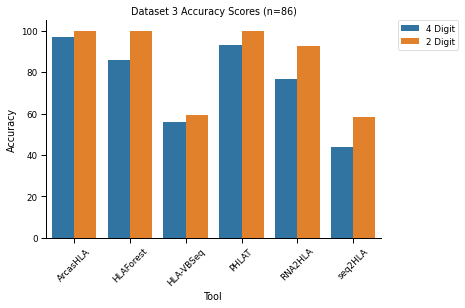 Dataset 3 Accuracy Scores (n=86)
4 Digit
2 Digit
Accuracy
100
80
60
40
20
0
ArcasHLA
HLAForest
HLA-VBSeq
PHLAT
RNA2HLA
seq2HLA
Tool